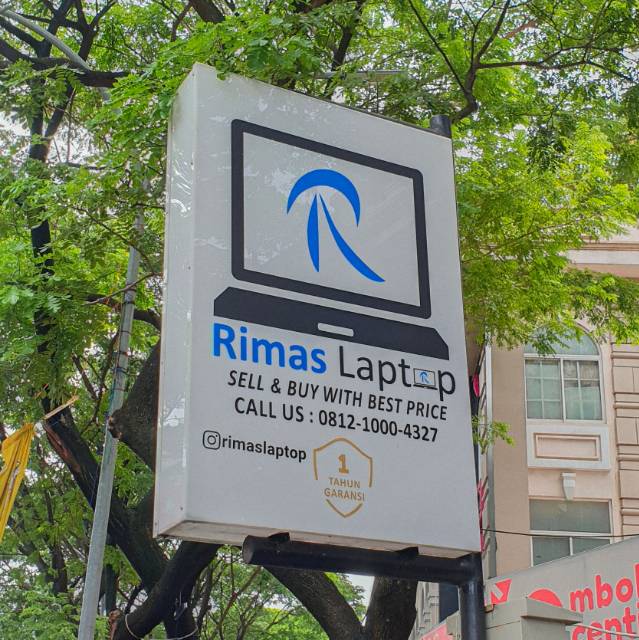 Rimas Laptop
SELL & BUY WITH BEST PRICE
CALL US : 0812-1000-4327
rimaslaptop
1
TAHUN
GARANSI